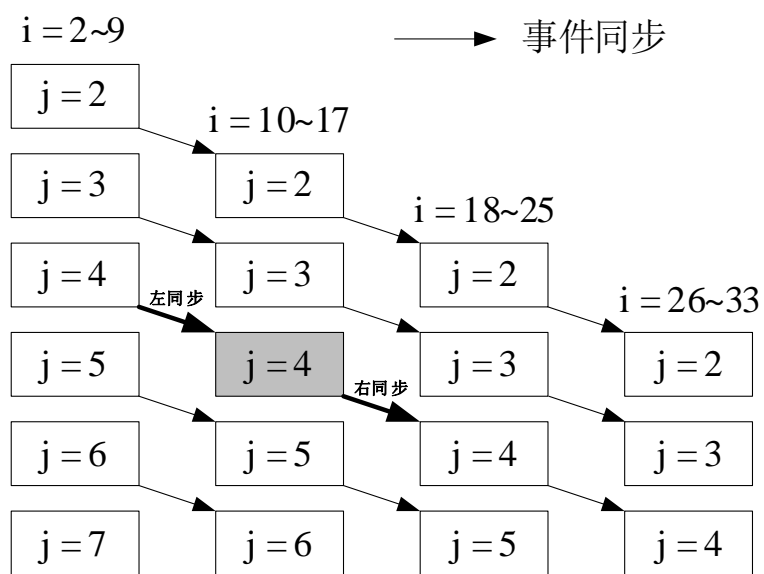 i = 2~9
事件同步
j = 2
i = 10~17
j = 3
j = 2
i = 18~25
j = 4
左同步
j = 3
j = 2
i = 26~33
j = 5
j = 4
右同步
j = 3
j = 2
j = 6
j = 5
j = 4
j = 3
j = 7
j = 6
j = 5
j = 4